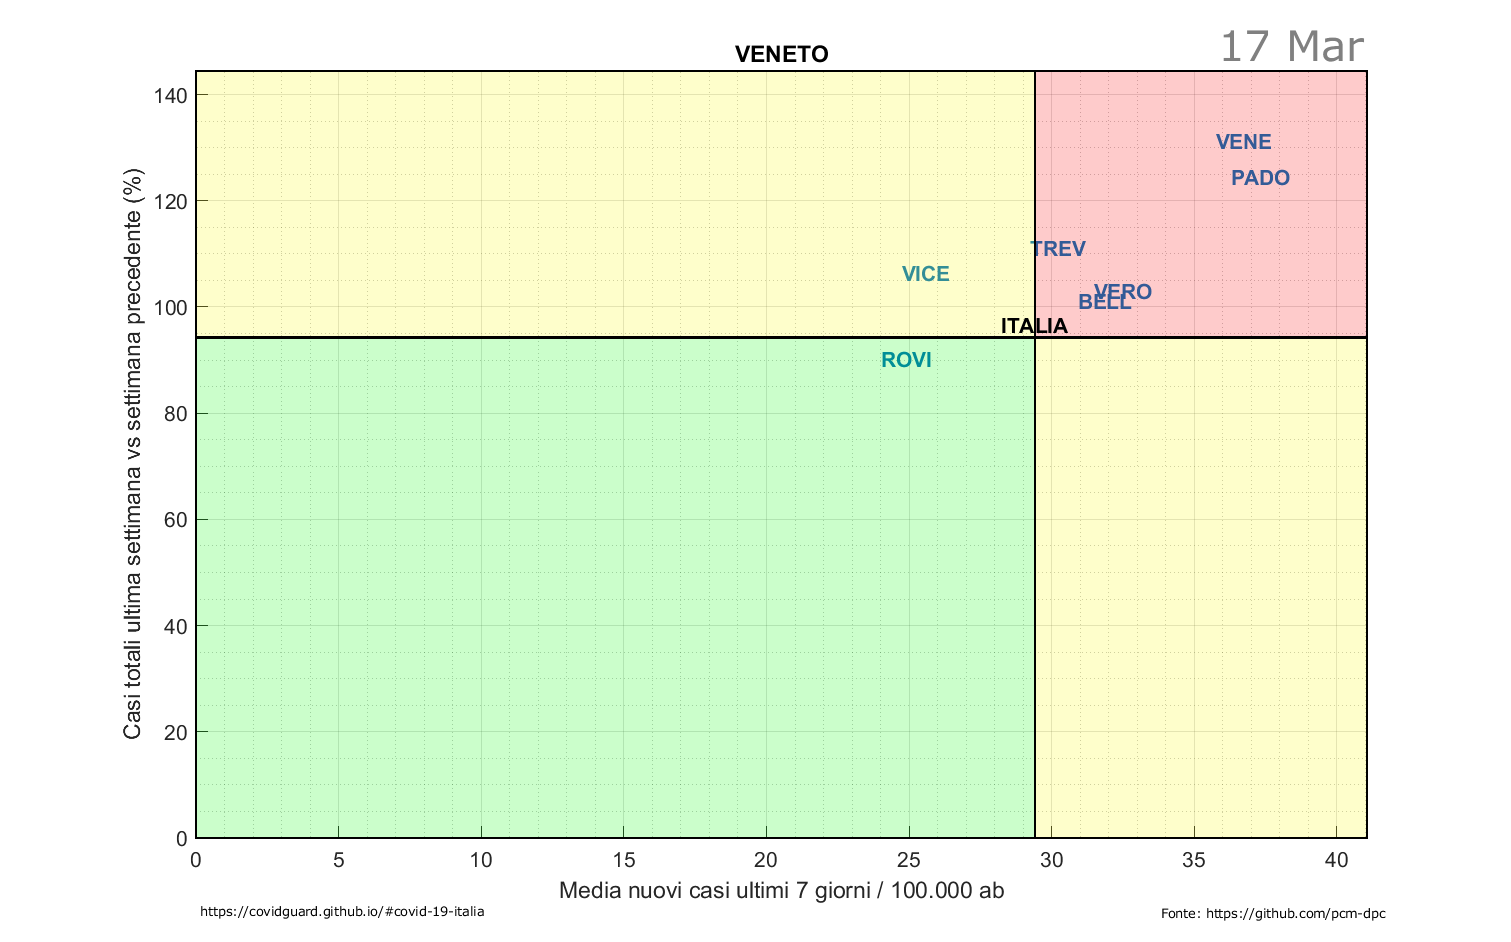 17 Mar
VENETO
Casi totali ultima settimana vs settimana precedente (%)
140
120
100
80
60
40
20
0
VENE
PADO
TREV
VICE
VERO
BELL
ITALIA
ROVI
0 5 10 15 20 25 30 35 40
Media nuovi casi ultimi 7 giorni / 100.000 ab
https://covidguard.github.io/#covid-19-italia
Fonte: https://github.com/pcm-dpc